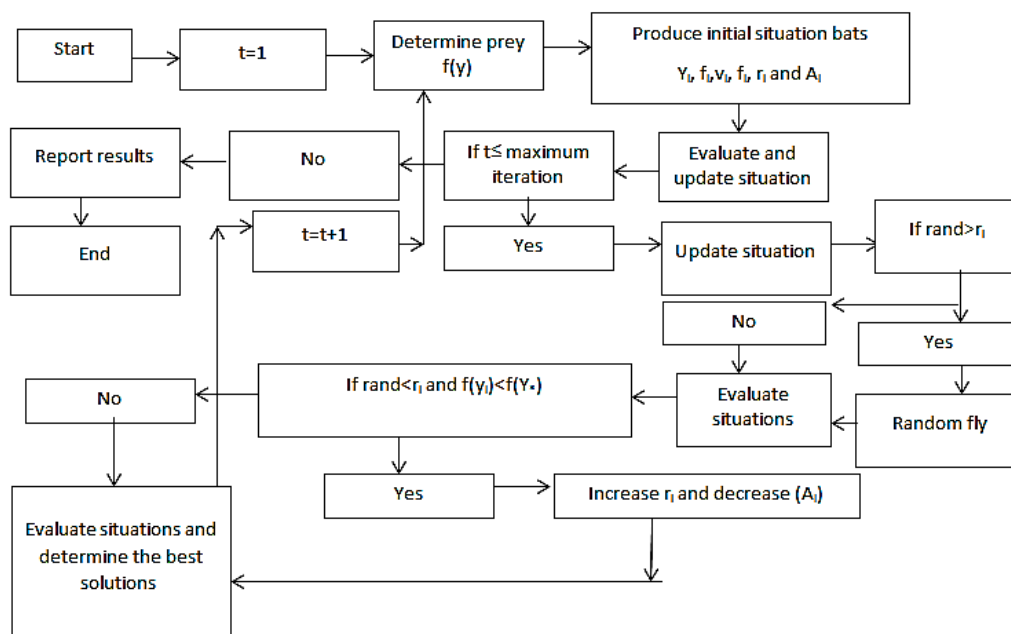 Start
t=1
Determine prey
f(y)
Produce initial situation bats
Yᵢ, fᵢ,vᵢ, fᵢ, rᵢ and Aᵢ
Report results
No
If t≤ maximum
iteration
Evaluate and
update situation
End
t=t+1
Yes
Update situation
If rand>rᵢ
No
Yes
No
If rand<rᵢ and f(yᵢ)<f(Y*)
Evaluate
situations
Random fly
Yes
Increase rᵢ and decrease (Aᵢ)
Evaluate situations and
determine the best
solutions